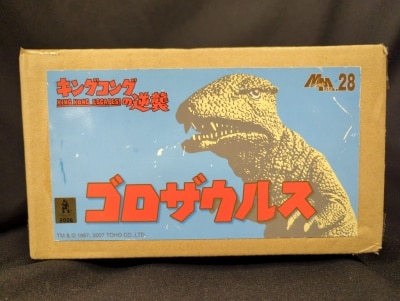 キングコング
KING KONG ESCAPES!
の逆襲
MMA. 28
ゴロザウルス
TM & © 1967, 2007 TOHO CO.,LTD.